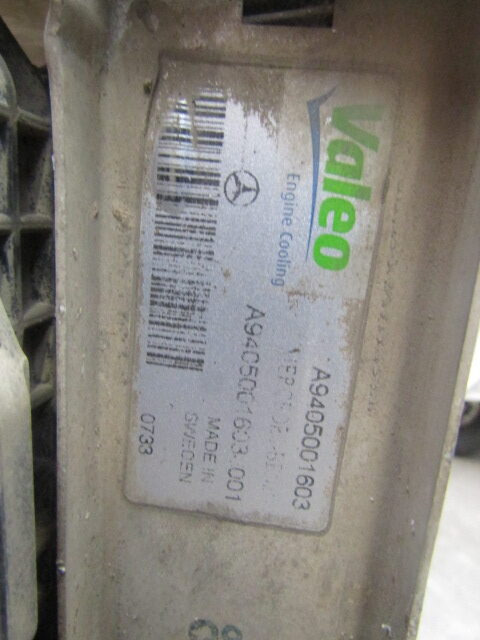 Valeo
Engine Cooling
A9405001603
A9405001603.001
MADE IN
SWEDEN
0733